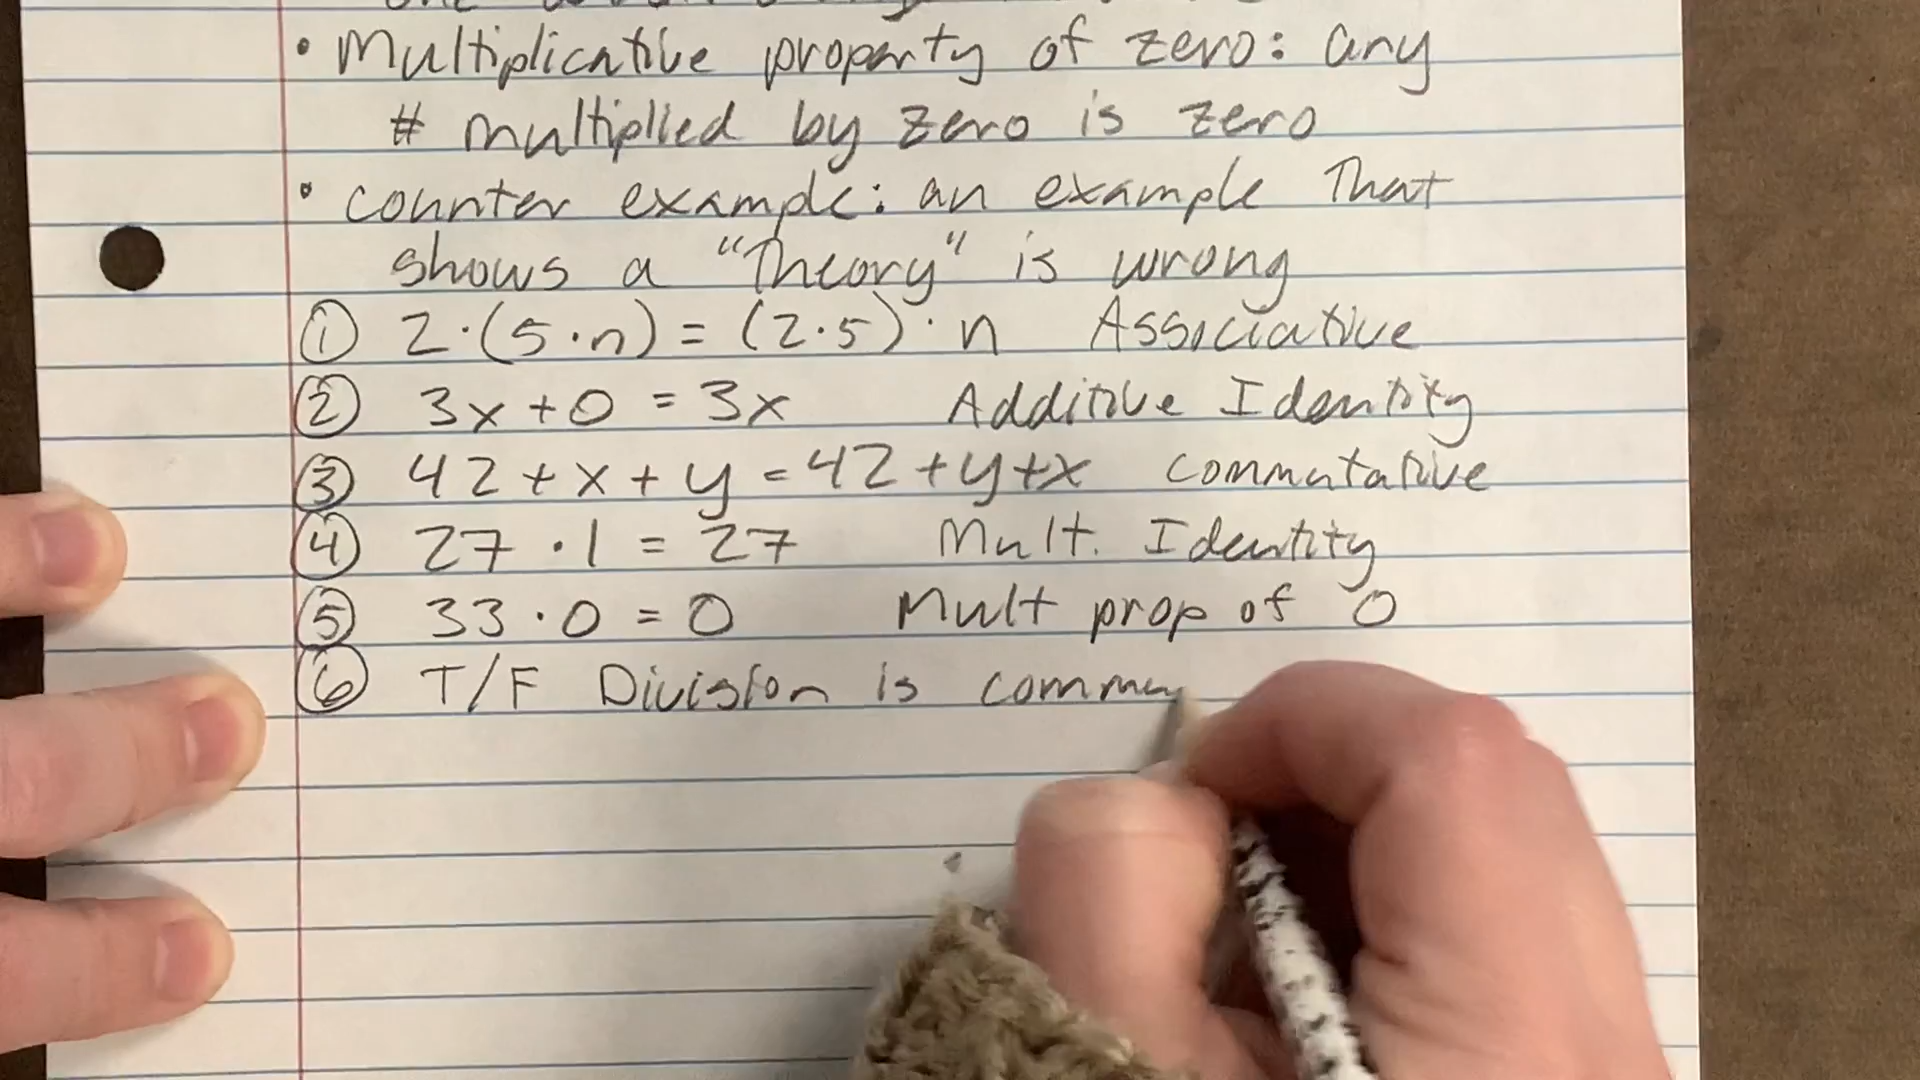 • Multiplicative property of zero: any
# multiplied by zero is zero
• counter example: an example that
shows a "theory" is wrong
① 2·(5·n) = (2·5)·n Associative
② 3x+0 = 3x Additive Identity
③ 42+x+y=42+y+x commutative
④ 27·1 = 27 Mult. Identity
⑤ 33·0 = 0 Mult prop of 0
⑥ T/F Division is commu